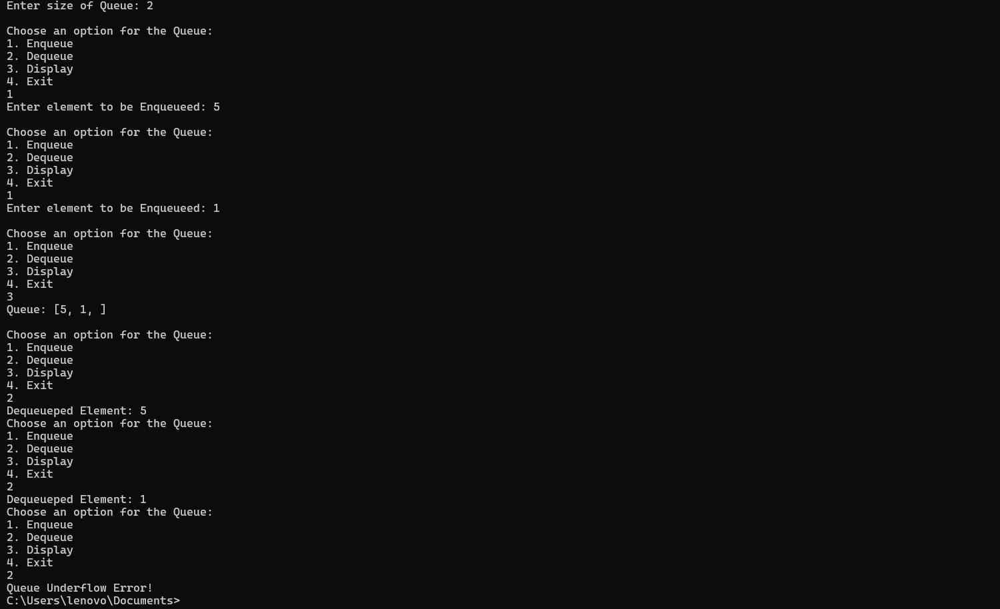 Enter size of Queue: 2
Choose an option for the Queue:
1. Enqueue
2. Dequeue
3. Display
4. Exit
1
Enter element to be Enqueueed: 5
Choose an option for the Queue:
1. Enqueue
2. Dequeue
3. Display
4. Exit
1
Enter element to be Enqueueed: 1
Choose an option for the Queue:
1. Enqueue
2. Dequeue
3. Display
4. Exit
3
Queue: [5, 1, ]
Choose an option for the Queue:
1. Enqueue
2. Dequeue
3. Display
4. Exit
2
Dequeueped Element: 5
Choose an option for the Queue:
1. Enqueue
2. Dequeue
3. Display
4. Exit
2
Dequeueped Element: 1
Choose an option for the Queue:
1. Enqueue
2. Dequeue
3. Display
4. Exit
2
Queue Underflow Error!
C:\Users\lenovo\Documents>